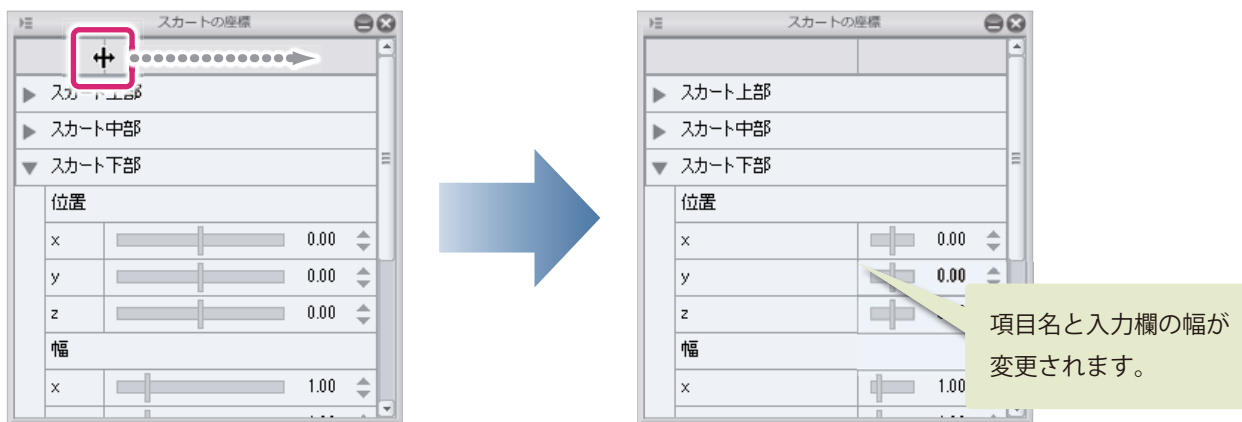 スカートの座標
スカート上部
スカート中部
スカート下部
位置
x 0.00
y 0.00
z 0.00
幅
x 1.00
スカートの座標
スカート上部
スカート中部
スカート下部
位置
x 0.00
y 0.00
z
幅
x 1.00
項目名と入力欄の幅が
変更されます。